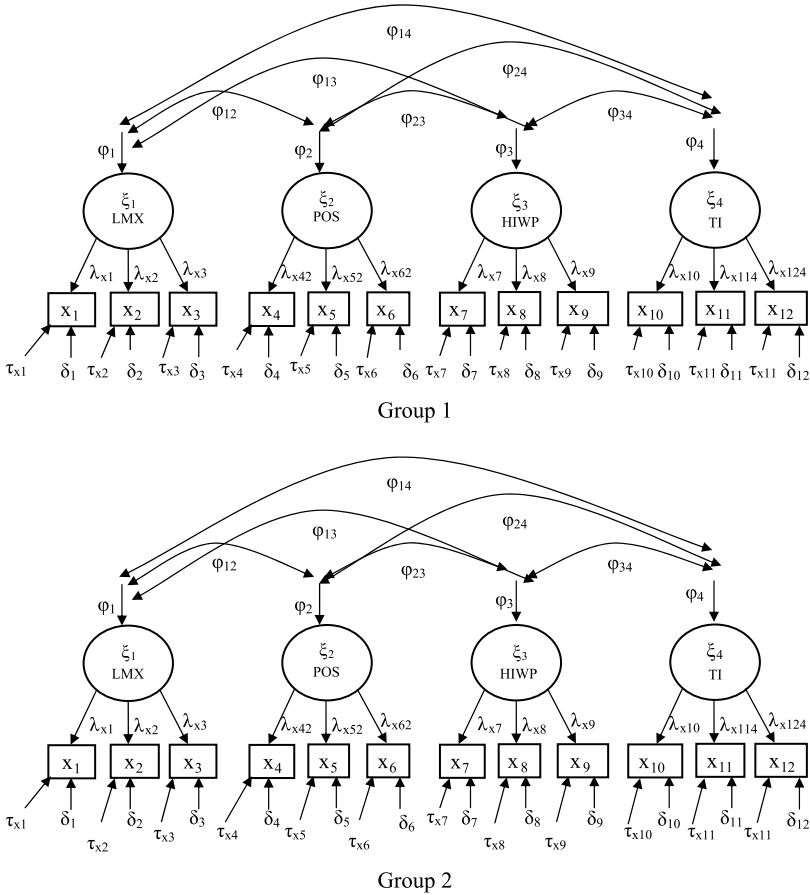 φ14
φ13 φ24
φ12 φ23 φ34
φ1 φ2 φ3 φ4
ξ1 ξ2 ξ3 ξ4
LMX POS HIWP TI
λx1 λx2 λx3 λx42 λx52 λx62 λx7 λx8 λx9 λx10 λx114 λx124
x1 x2 x3 x4 x5 x6 x7 x8 x9 x10 x11 x12
τx1 δ1 τx2 δ2 τx3 δ3 τx4 δ4 τx5 δ5 τx6 δ6 τx7 δ7 τx8 δ8 τx9 δ9 τx10 δ10 τx11 δ11 τx11 δ12
Group 1
φ14
φ13 φ24
φ12 φ23 φ34
φ1 φ2 φ3 φ4
ξ1 ξ2 ξ3 ξ4
LMX POS HIWP TI
λx1 λx2 λx3 λx42 λx52 λx62 λx7 λx8 λx9 λx10 λx114 λx124
x1 x2 x3 x4 x5 x6 x7 x8 x9 x10 x11 x12
τx1 δ1 τx2 δ2 τx3 δ3 τx4 δ4 τx5 δ5 τx6 δ6 τx7 δ7 τx8 δ8 τx9 δ9 τx10 δ10 τx11 δ11 τx11 δ12
Group 2